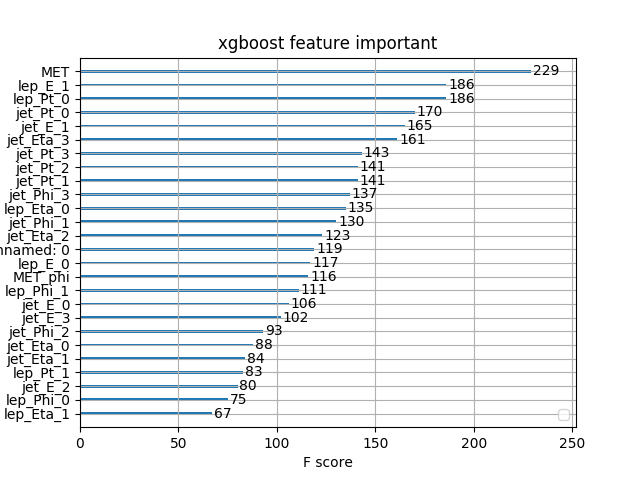 xgboost feature important
MET 229
lep_E_1 186
lep_Pt_0 186
jet_Pt_0 170
jet_E_1 165
jet_Eta_3 161
jet_Pt_3 143
jet_Pt_2 141
jet_Pt_1 141
jet_Phi_3 137
lep_Eta_0 135
jet_Phi_1 130
jet_Eta_2 123
nnamed: 0 119
lep_E_0 117
MET_phi 116
lep_Phi_1 111
jet_E_0 106
jet_E_3 102
jet_Phi_2 93
jet_Eta_0 88
jet_Eta_1 84
lep_Pt_1 83
jet_E_2 80
lep_Phi_0 75
lep_Eta_1 67
0 50 100 150 200 250
F score